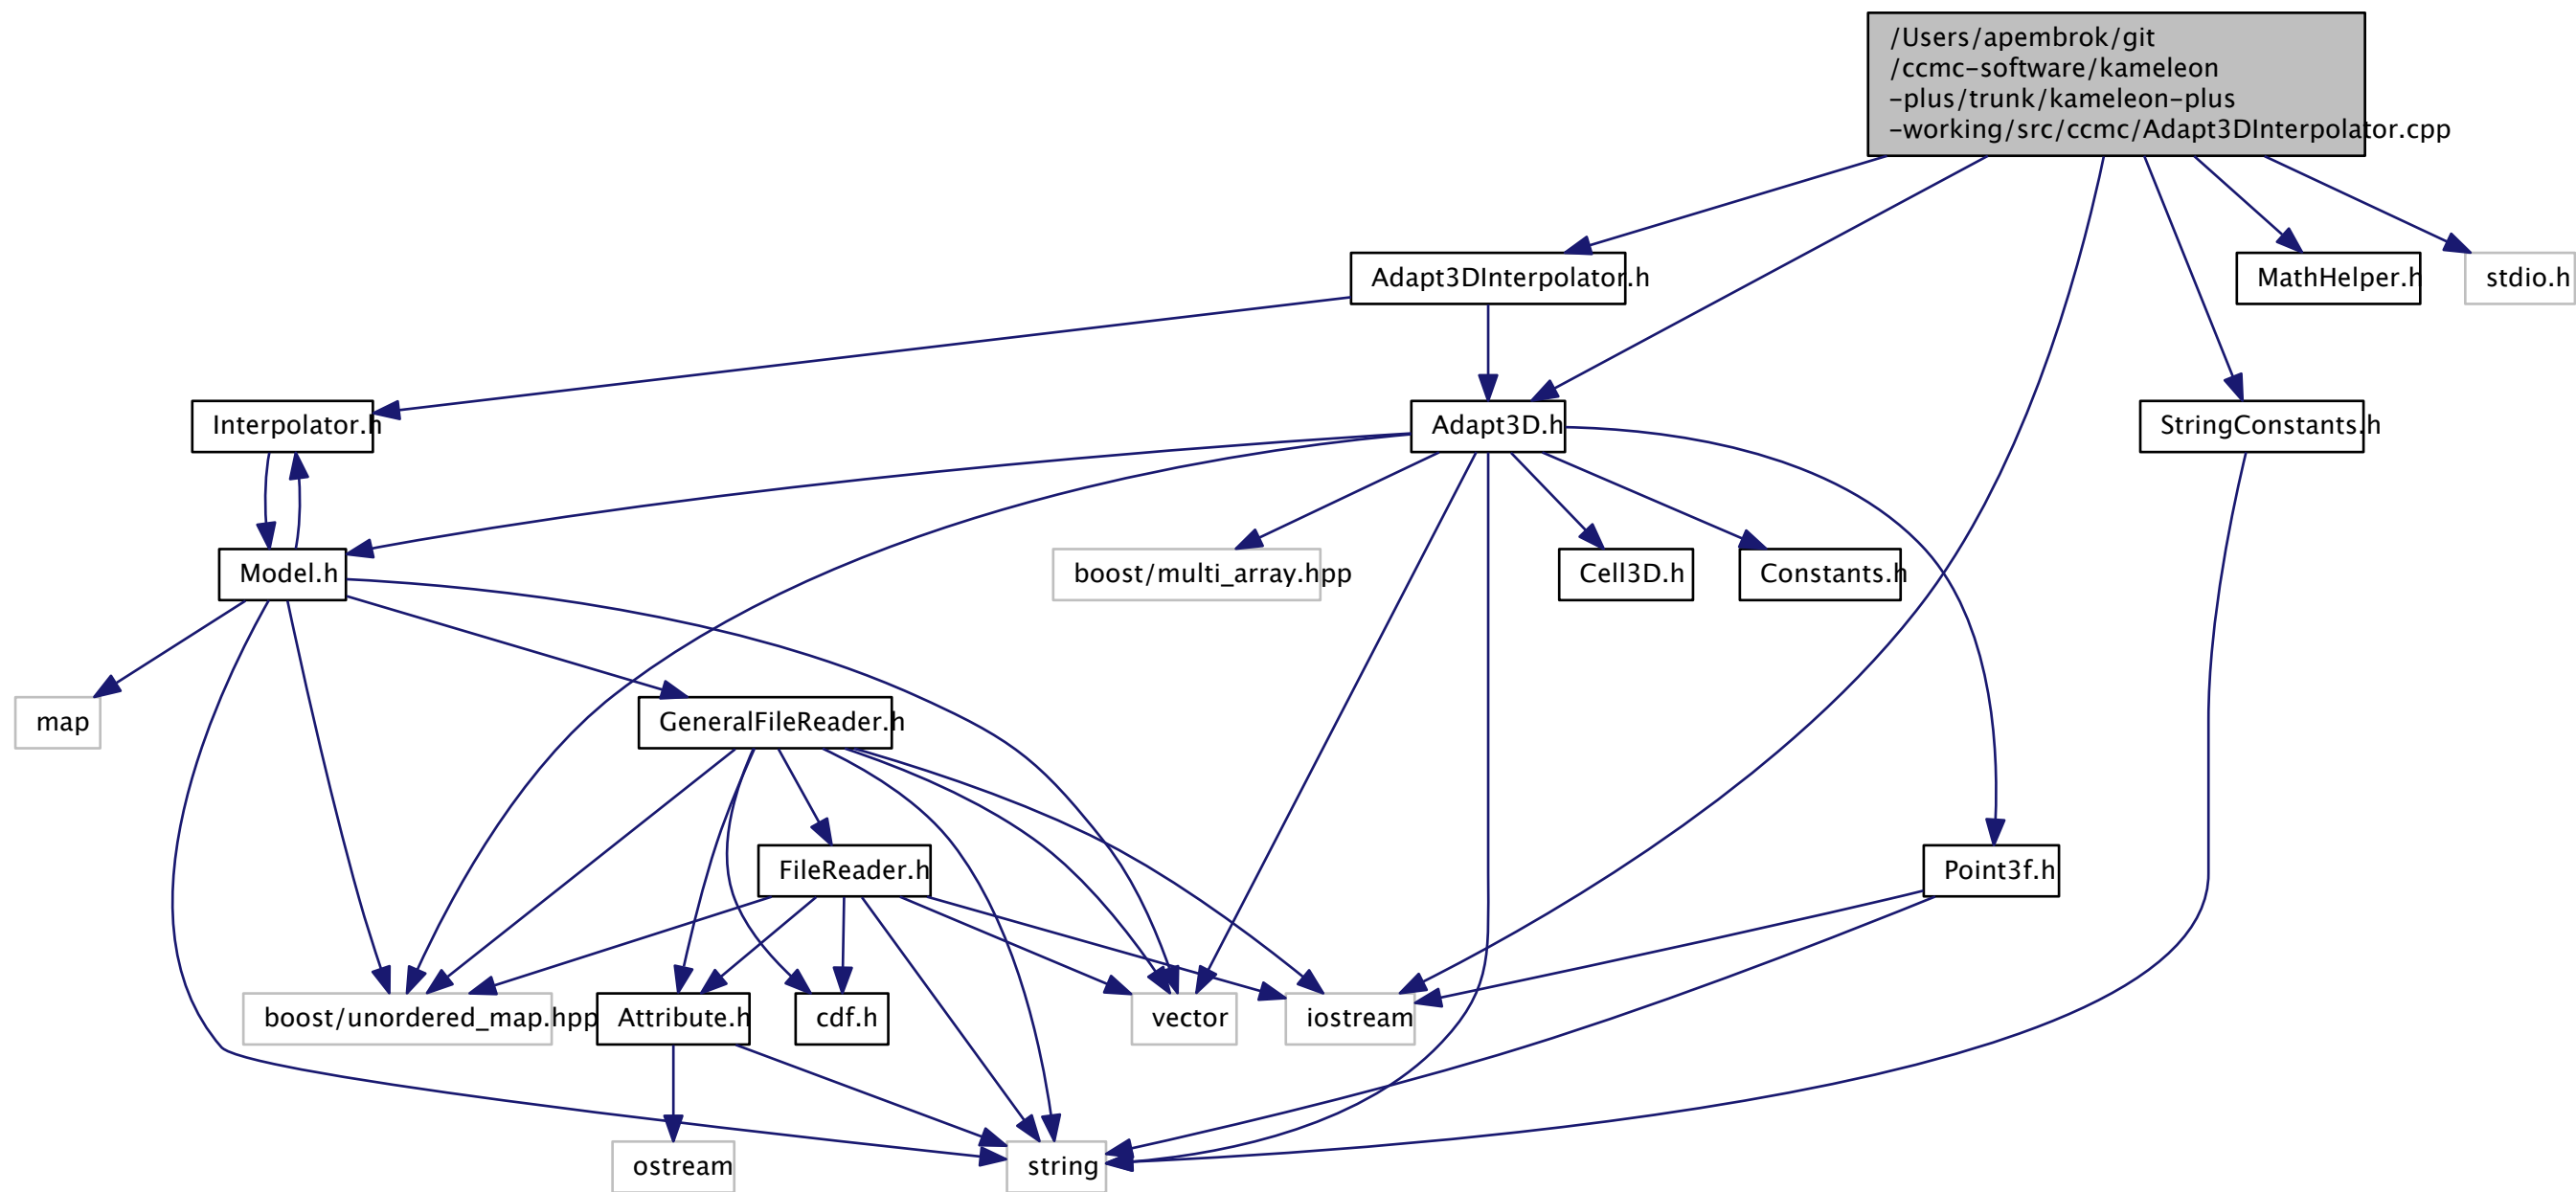 /Users/apembrok/git
/ccmc-software/kameleon
-plus/trunk/kameleon-plus
-working/src/ccmc/Adapt3DInterpolator.cpp
Adapt3DInterpolator.h
MathHelper.h
stdio.h
Interpolator.h
Adapt3D.h
StringConstants.h
Model.h
boost/multi_array.hpp
Cell3D.h
Constants.h
map
GeneralFileReader.h
FileReader.h
Point3f.h
boost/unordered_map.hpp
Attribute.h
cdf.h
vector
iostream
ostream
string